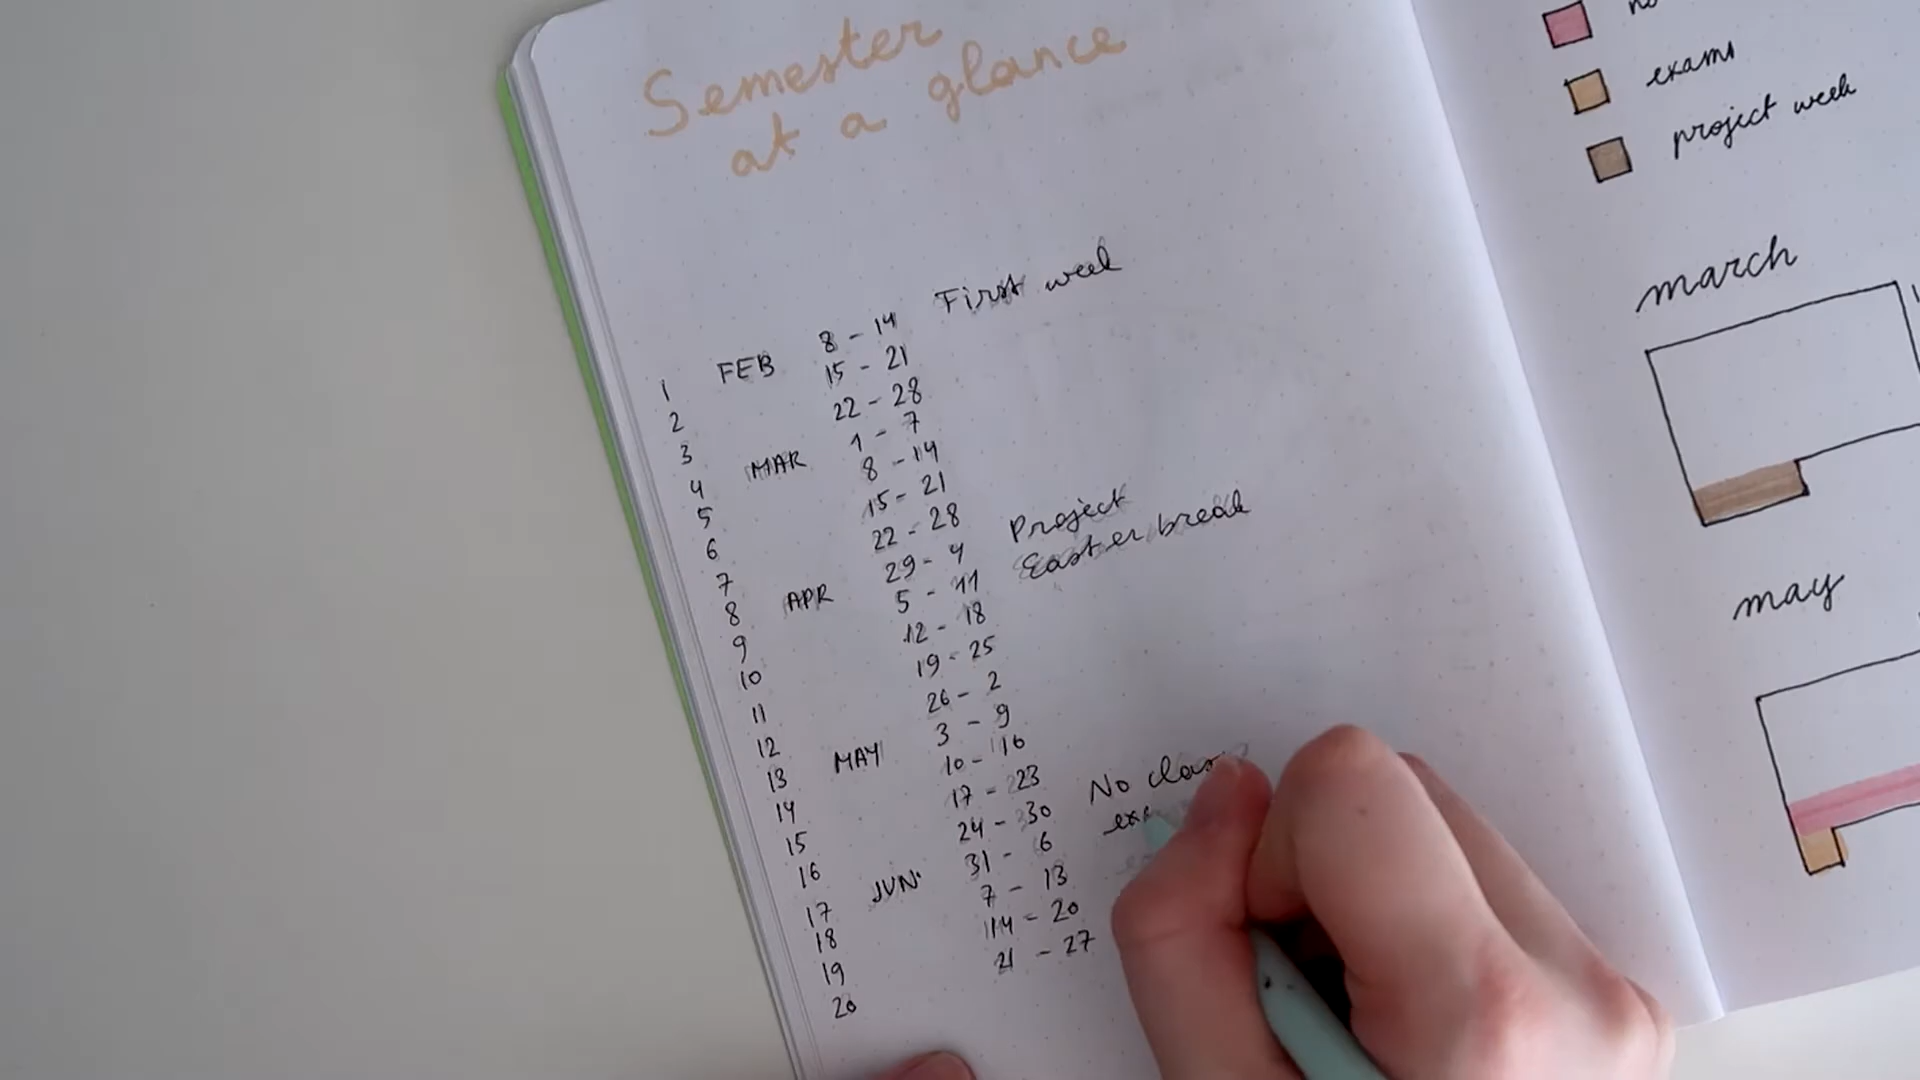 Semester
at a glance
1 FEB 8 - 14 First week
2 15 - 21
3 22 - 28
4 MAR 1 - 7
5 8 - 14
6 15 - 21
7 22 - 28
8 APR 29 - 4 Project
9 5 - 11 Easter break
10 12 - 18
11 19 - 25
12 26 - 2
13 MAY 3 - 9
14 10 - 16
15 17 - 23
16 24 - 30 No
17 JUN 31 - 6
18 7 - 13
19 14 - 20
20 21 - 27
exams
project week
march
may